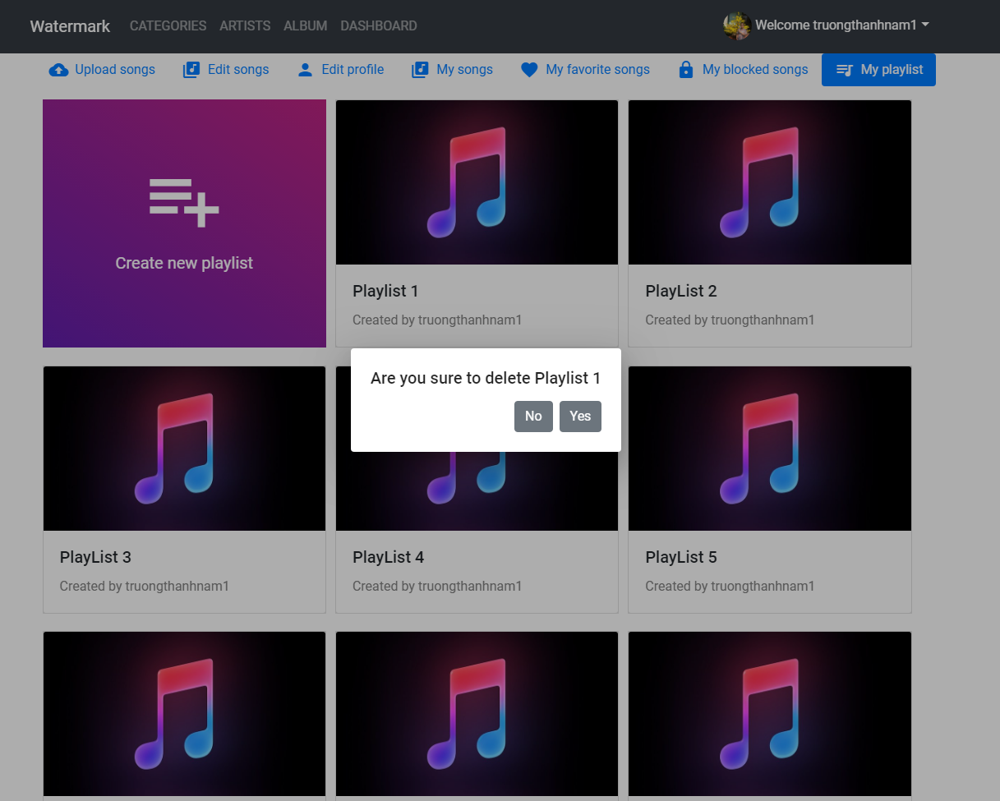 Watermark CATEGORIES ARTISTS ALBUM DASHBOARD Welcome truongthanhnam1
Upload songs Edit songs Edit profile My songs My favorite songs My blocked songs My playlist
Create new playlist
Playlist 1
Created by truongthanhnam1
PlayList 2
Created by truongthanhnam1
Are you sure to delete Playlist 1
No Yes
PlayList 3
Created by truongthanhnam1
PlayList 4
Created by truongthanhnam1
PlayList 5
Created by truongthanhnam1